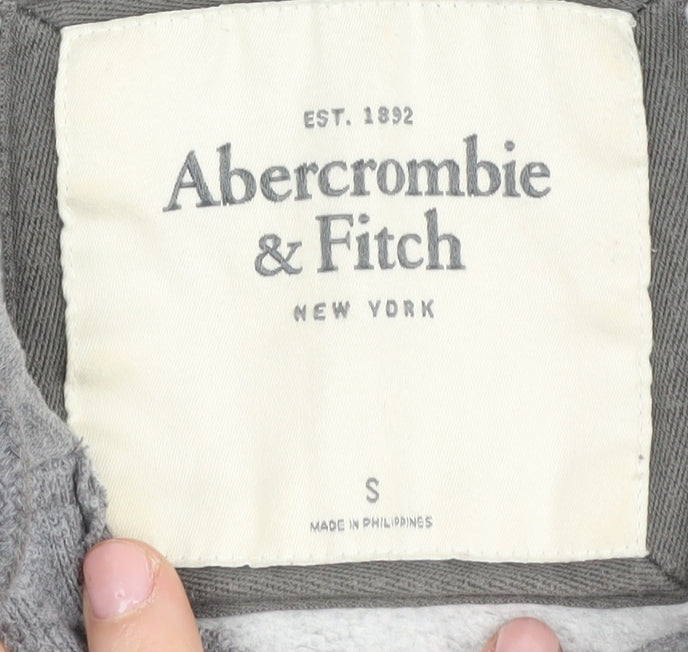 EST. 1892
Abercrombie
& Fitch
NEW YORK
S
MADE IN PHILIPPINES